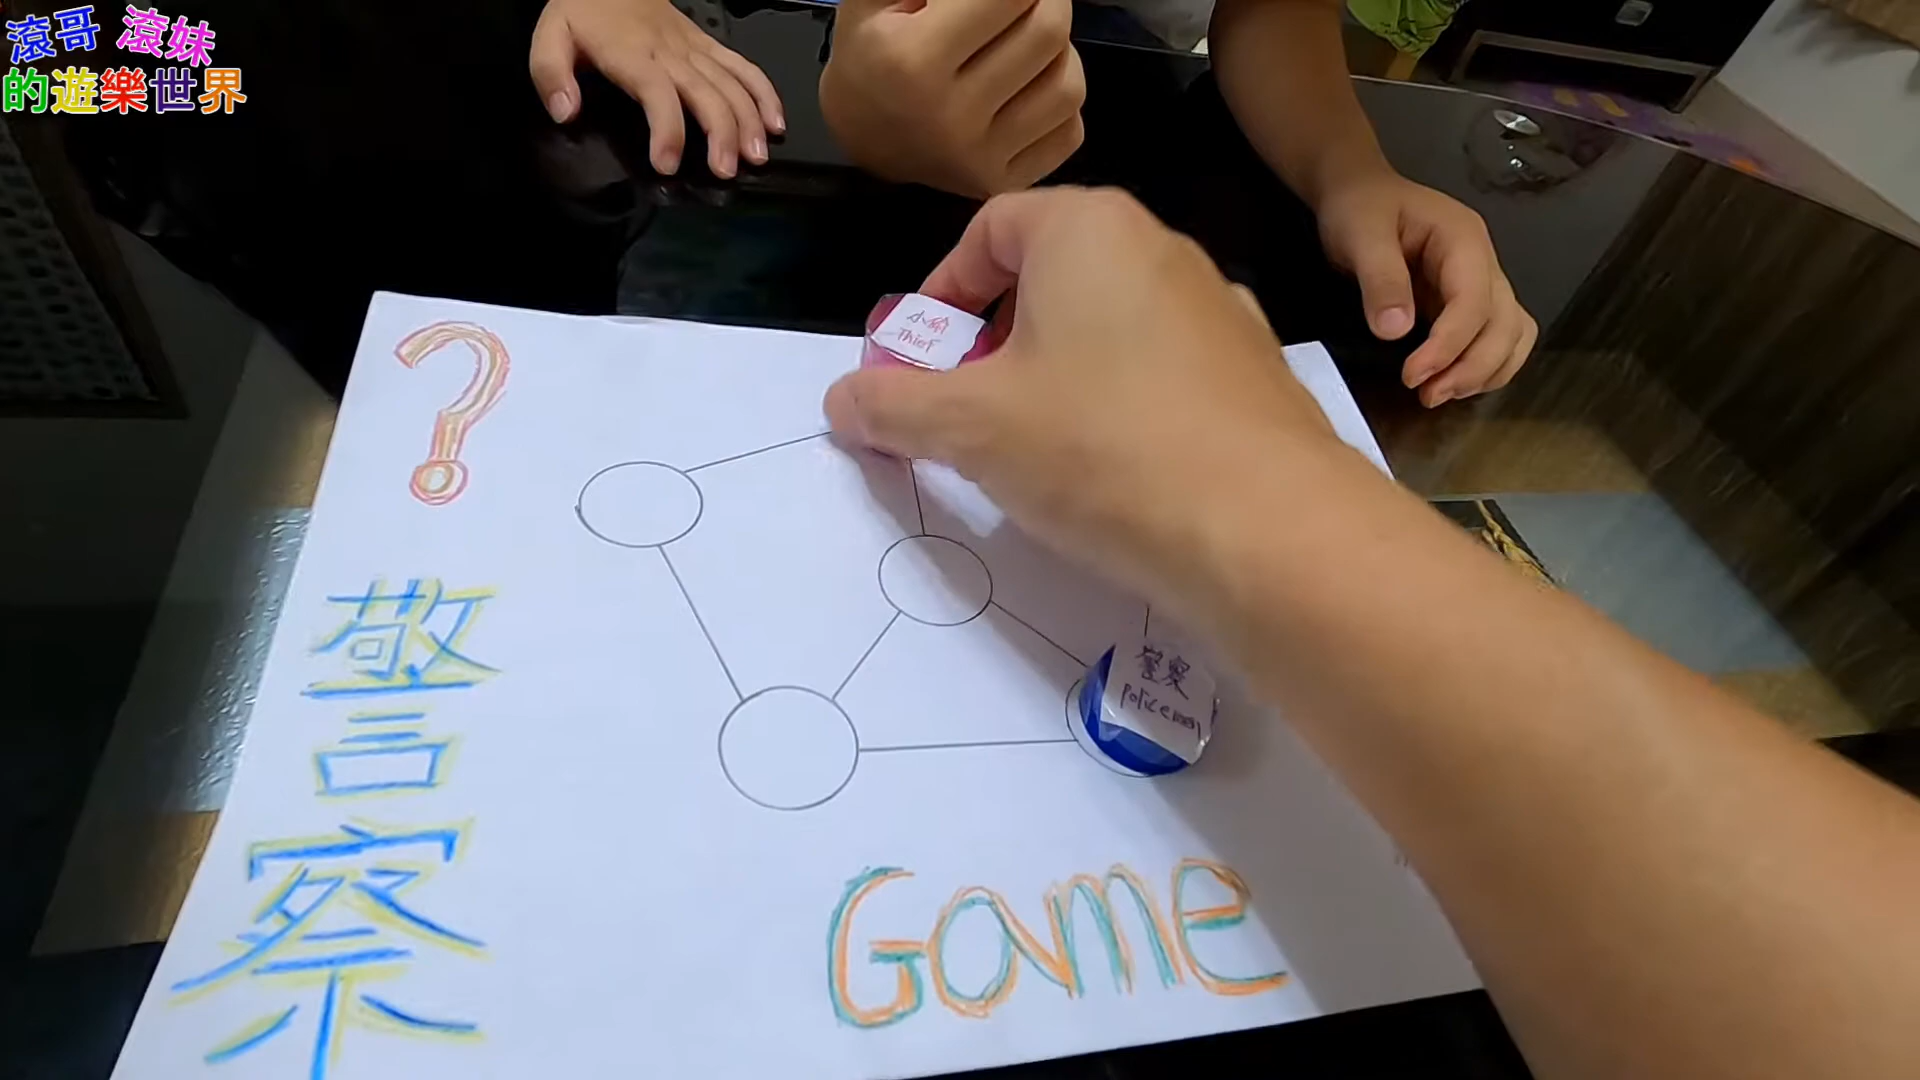 滾哥 滾妹
的遊樂世界
小偷
Thief
?
警
察
警察
Policeman
Game